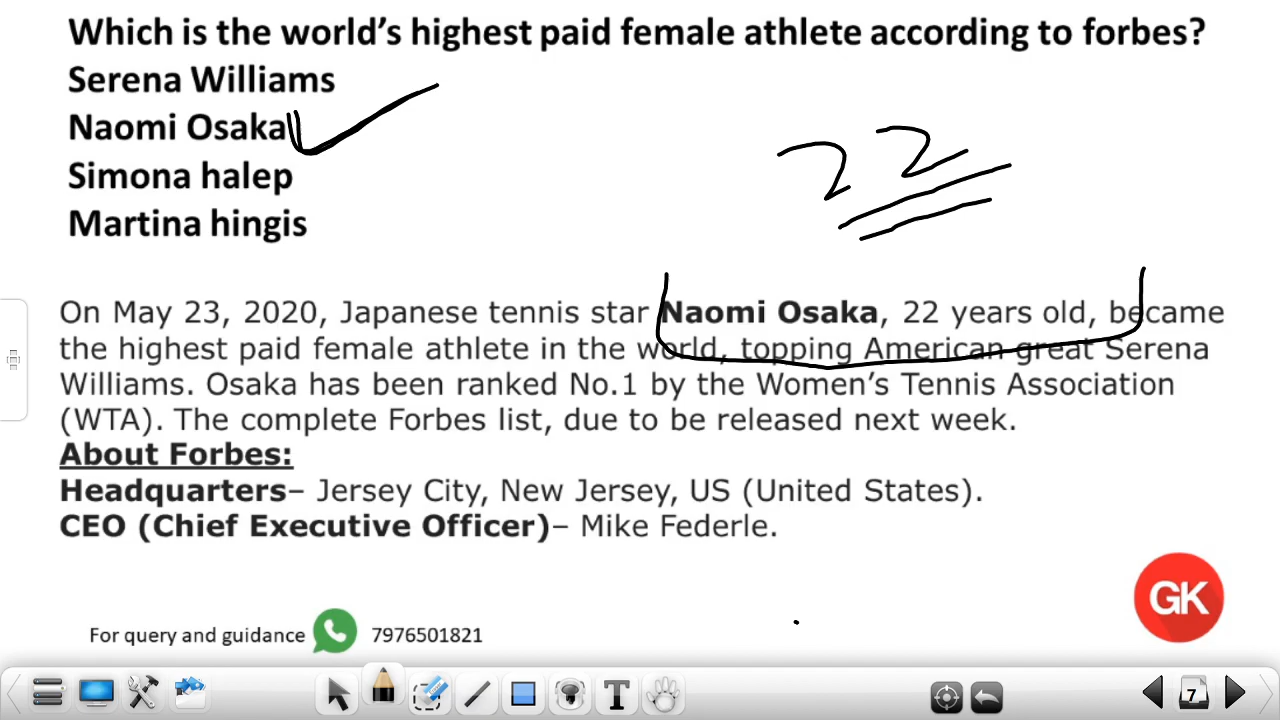 Which is the world's highest paid female athlete according to forbes?
Serena Williams
Naomi Osaka
Simona halep
Martina hingis
22
On May 23, 2020, Japanese tennis star Naomi Osaka, 22 years old, became
the highest paid female athlete in the world, topping American great Serena
Williams. Osaka has been ranked No.1 by the Women's Tennis Association
(WTA). The complete Forbes list, due to be released next week.
About Forbes:
Headquarters– Jersey City, New Jersey, US (United States).
CEO (Chief Executive Officer)– Mike Federle.
GK
For query and guidance 7976501821
T
7